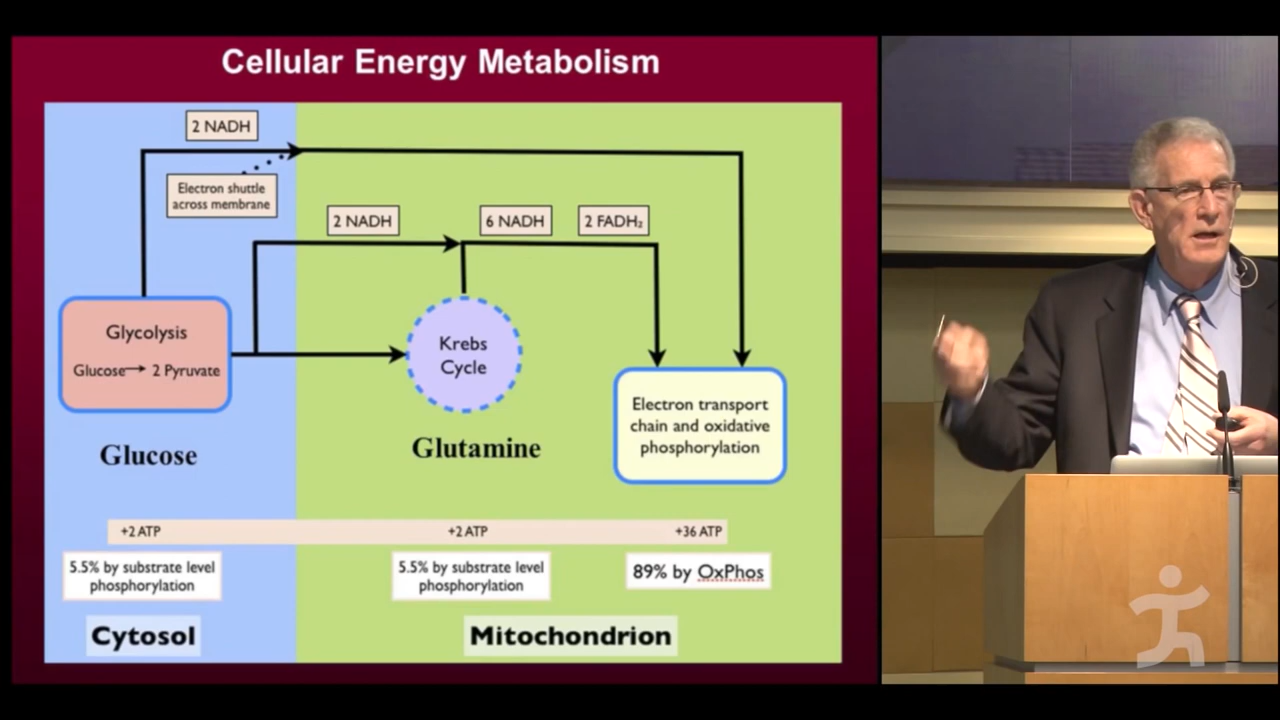 Cellular Energy Metabolism
2 NADH
Electron shuttle
across membrane
2 NADH
6 NADH
2 FADH₂
Glycolysis
Glucose→ 2 Pyruvate
Krebs
Cycle
Electron transport
chain and oxidative
phosphorylation
Glucose
Glutamine
+2 ATP
+2 ATP
+36 ATP
5.5% by substrate level
phosphorylation
5.5% by substrate level
phosphorylation
89% by OxPhos
Cytosol
Mitochondrion